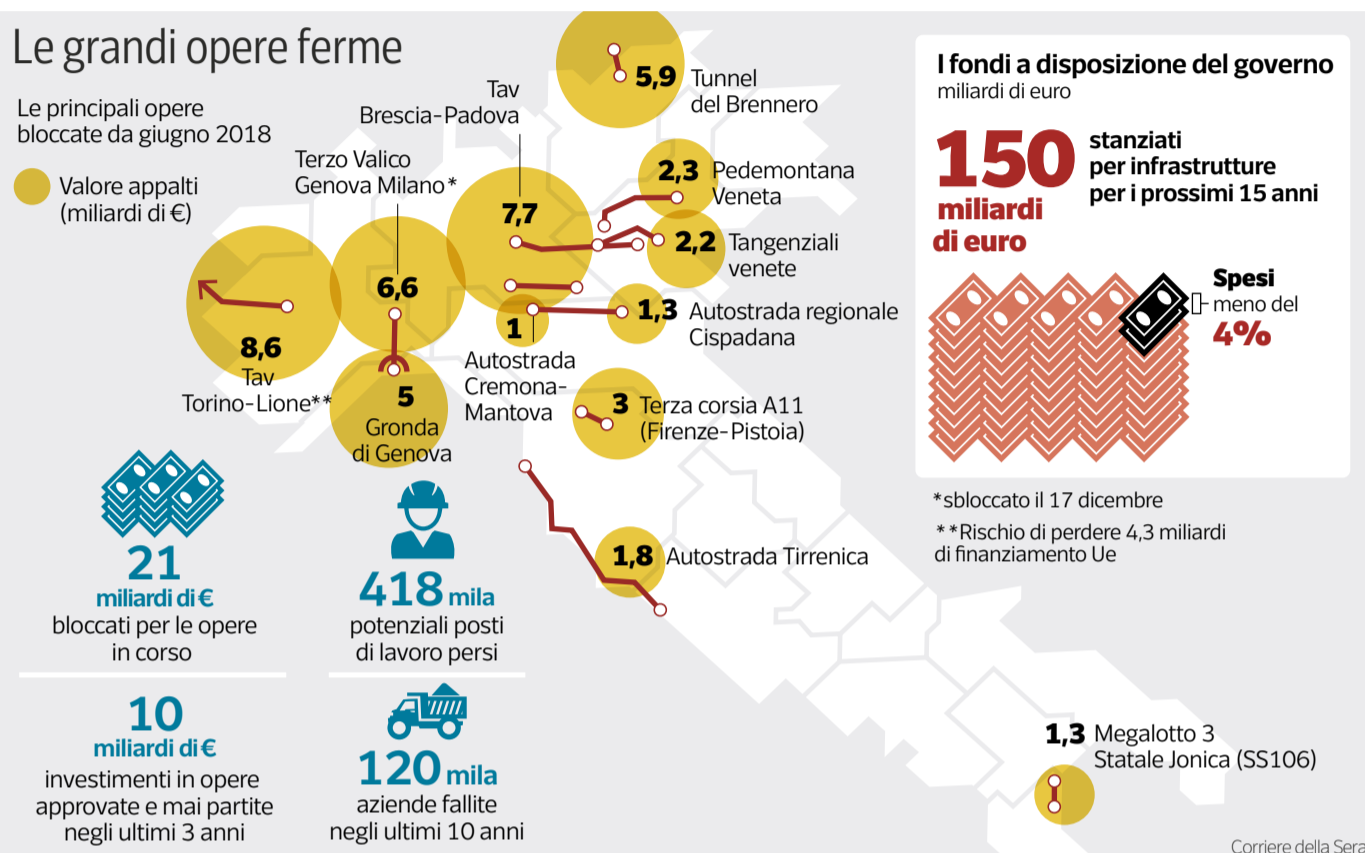 Le grandi opere ferme
Le principali opere
bloccate da giugno 2018
Valore appalti
(miliardi di €)
5,9
Tunnel
del Brennero
Tav
Brescia-Padova
7,7
Terzo Valico
Genova Milano*
6,6
2,3
Pedemontana
Veneta
2,2
Tangenziali
venete
8,6
Tav
Torino-Lione**
5
Gronda
di Genova
1
Autostrada
Cremona-
Mantova
1,3
Autostrada regionale
Cispadana
3
Terza corsia A11
(Firenze-Pistoia)
1,8
Autostrada Tirrenica
1,3
Megalotto 3
Statale Jonica (SS106)
21
miliardi di €
bloccati per le opere
in corso
418 mila
potenziali posti
di lavoro persi
10
miliardi di €
investimenti in opere
approvate e mai partite
negli ultimi 3 anni
120 mila
aziende fallite
negli ultimi 10 anni
I fondi a disposizione del governo
miliardi di euro
150
miliardi
di euro
stanziati
per infrastrutture
per i prossimi 15 anni
Spesi
meno del
4%
*sbloccato il 17 dicembre
**Rischio di perdere 4,3 miliardi
di finanziamento Ue
Corriere della Sera